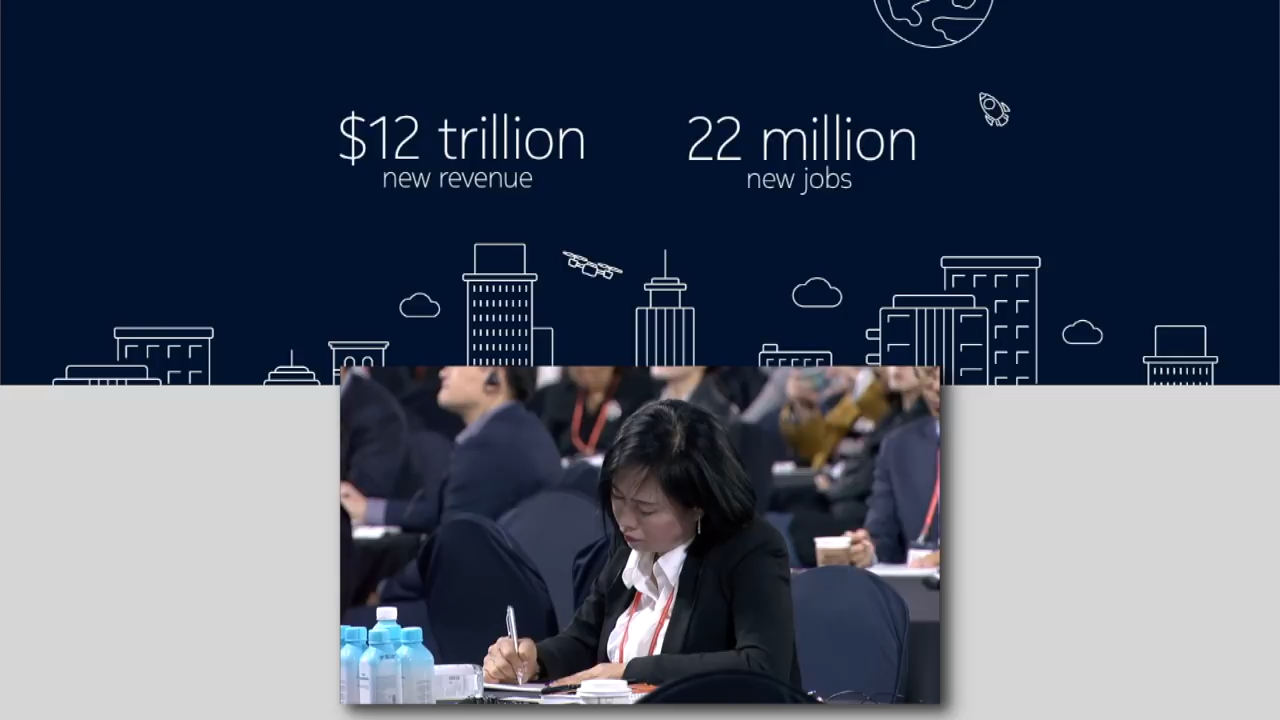 $12 trillion
new revenue
22 million
new jobs